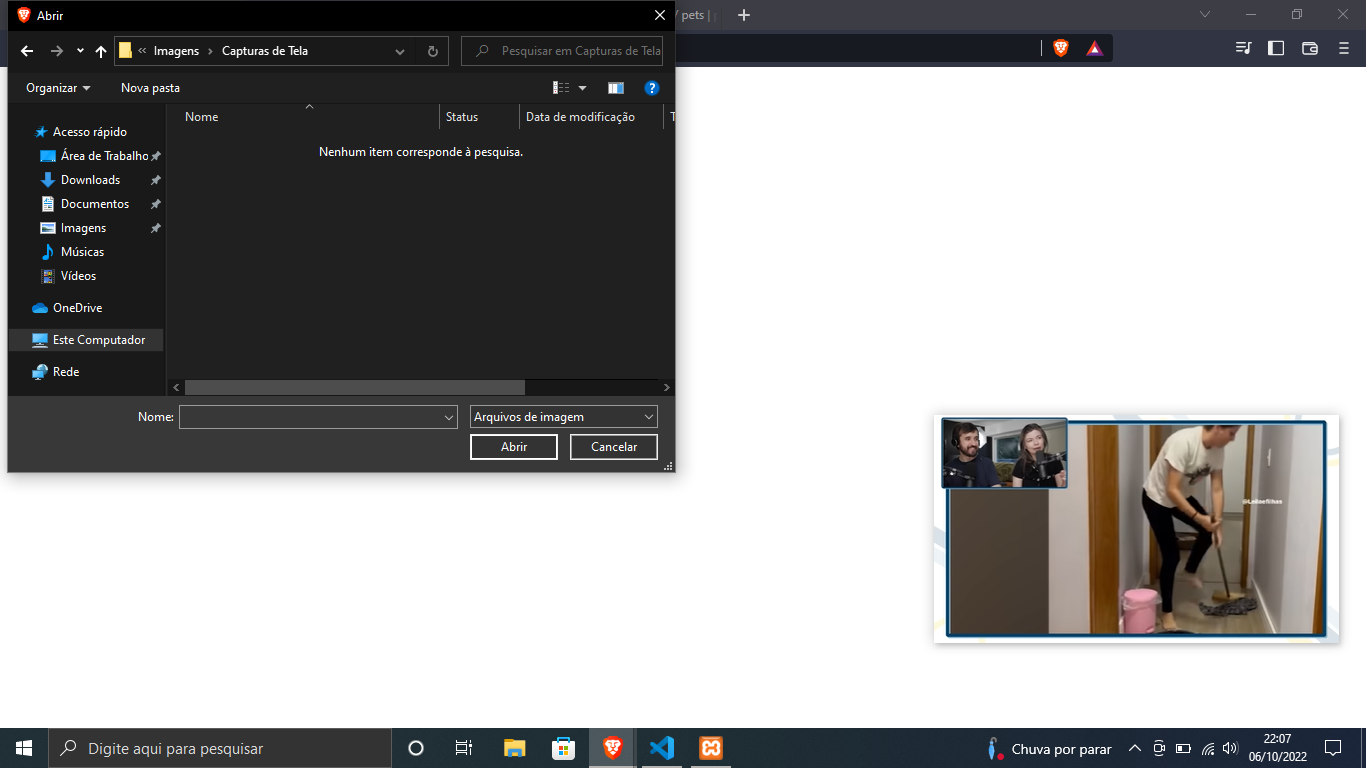 Abrir
/ pets |
Imagens
Capturas de Tela
Pesquisar em Capturas de Tela
Organizar
Nova pasta
Nome
Status
Data de modificação
T
Nenhum item corresponde à pesquisa.
Acesso rápido
Área de Trabalho
Downloads
Documentos
Imagens
Músicas
Vídeos
OneDrive
Este Computador
Rede
Nome:
Arquivos de imagem
Abrir
Cancelar
Digite aqui para pesquisar
Chuva por parar
22:07
06/10/2022